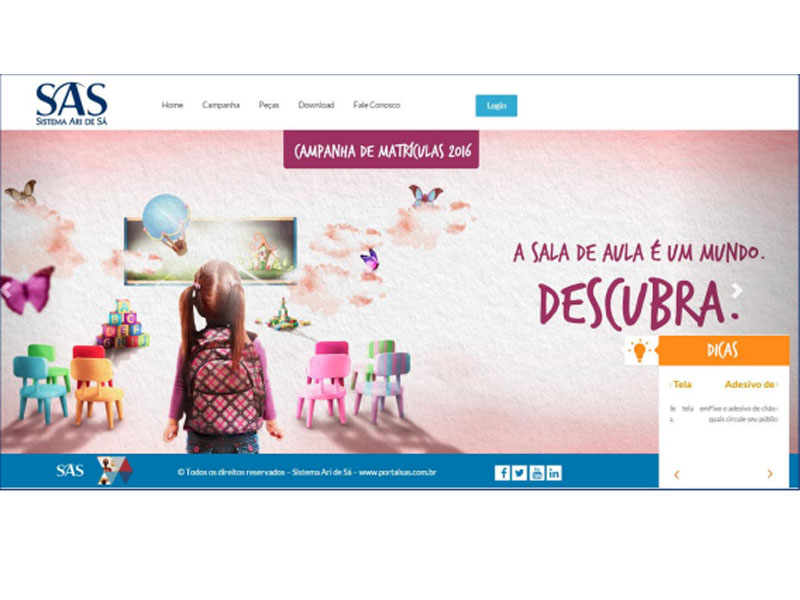 SAS
SISTEMA ARI DE SÁ
Home Campanha Peças Download Fale Conosco Login
CAMPANHA DE MATRÍCULAS 2016
A SALA DE AULA É UM MUNDO.
DESCUBRA.
DICAS
Tela Adesivo de
de tela em Fixe o adesivo de chão
quais circule seu públic
SAS © Todos os direitos reservados – Sistema Ari de Sá – www.portalsas.com.br